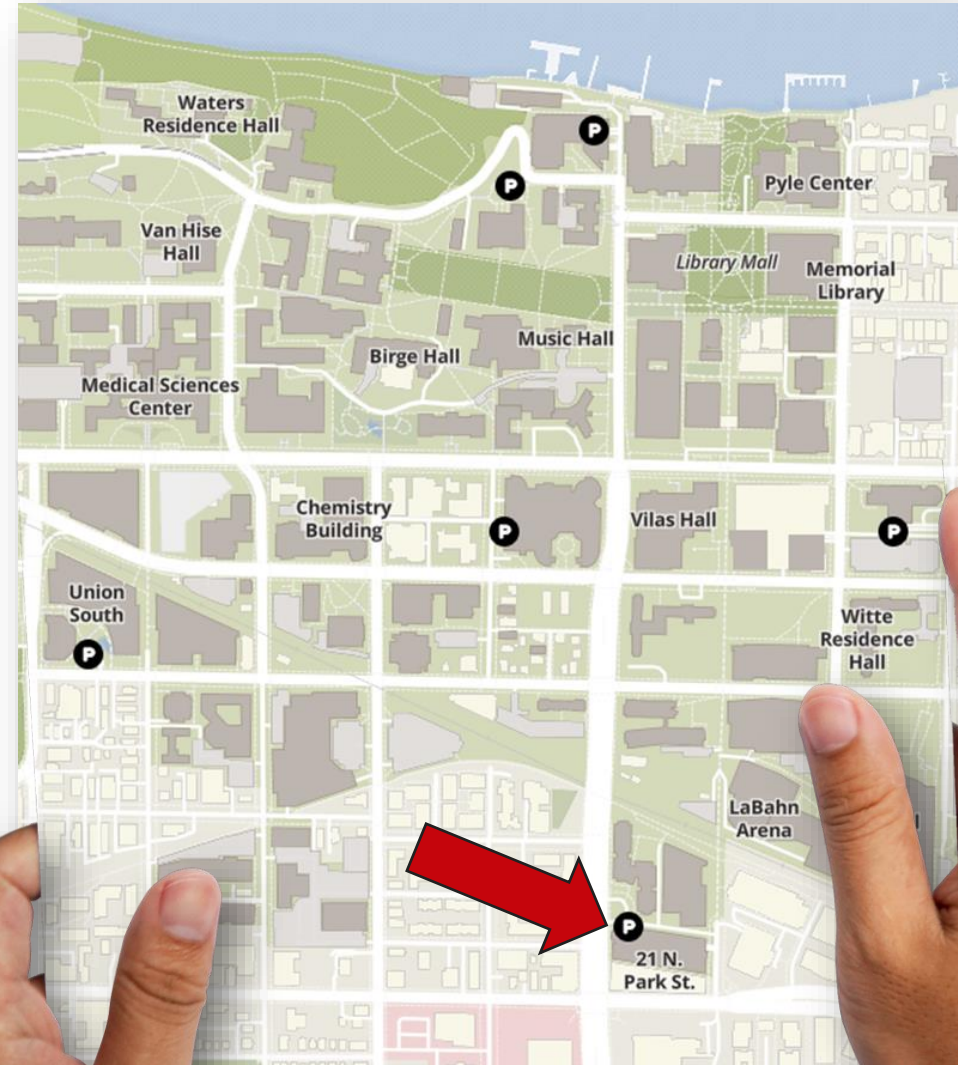 Waters
Residence Hall
P
P
Pyle Center
Van Hise
Hall
Library Mall
Memorial
Library
Music Hall
Birge Hall
Medical Sciences
Center
Chemistry
Building
P
Vilas Hall
P
Union
South
P
Witte
Residence
Hall
LaBahn
Arena
P
21 N.
Park St.